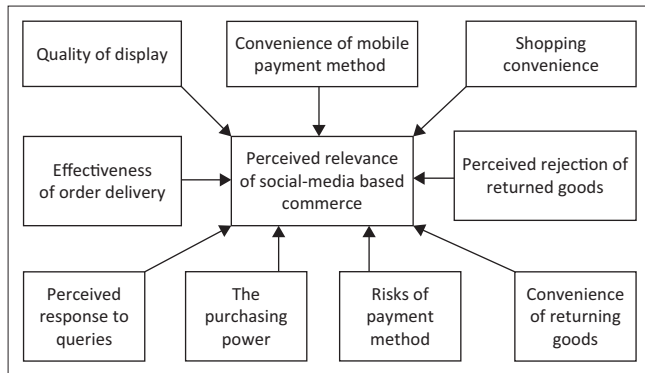 Quality of display
Convenience of mobile
payment method
Shopping
convenience
Effectiveness
of order delivery
Perceived relevance
of social-media based
commerce
Perceived rejection of
returned goods
Perceived
response to
queries
The
purchasing
power
Risks of
payment
method
Convenience
of returning
goods